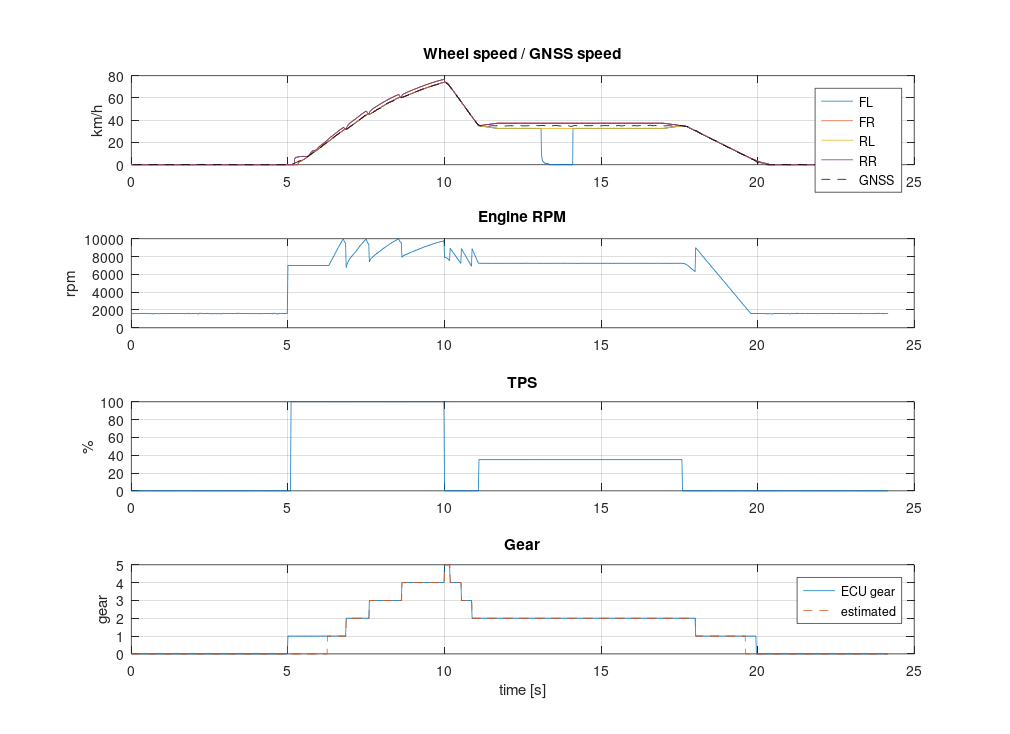 Wheel speed / GNSS speed
80
60
40
20
0
km/h
0 5 10 15 20 25
FL
FR
RL
RR
GNSS
Engine RPM
10000
8000
6000
4000
2000
0
rpm
0 5 10 15 20 25
TPS
100
80
60
40
20
0
%
0 5 10 15 20 25
Gear
5
4
3
2
1
0
gear
ECU gear
estimated
0 5 10 15 20 25
time [s]